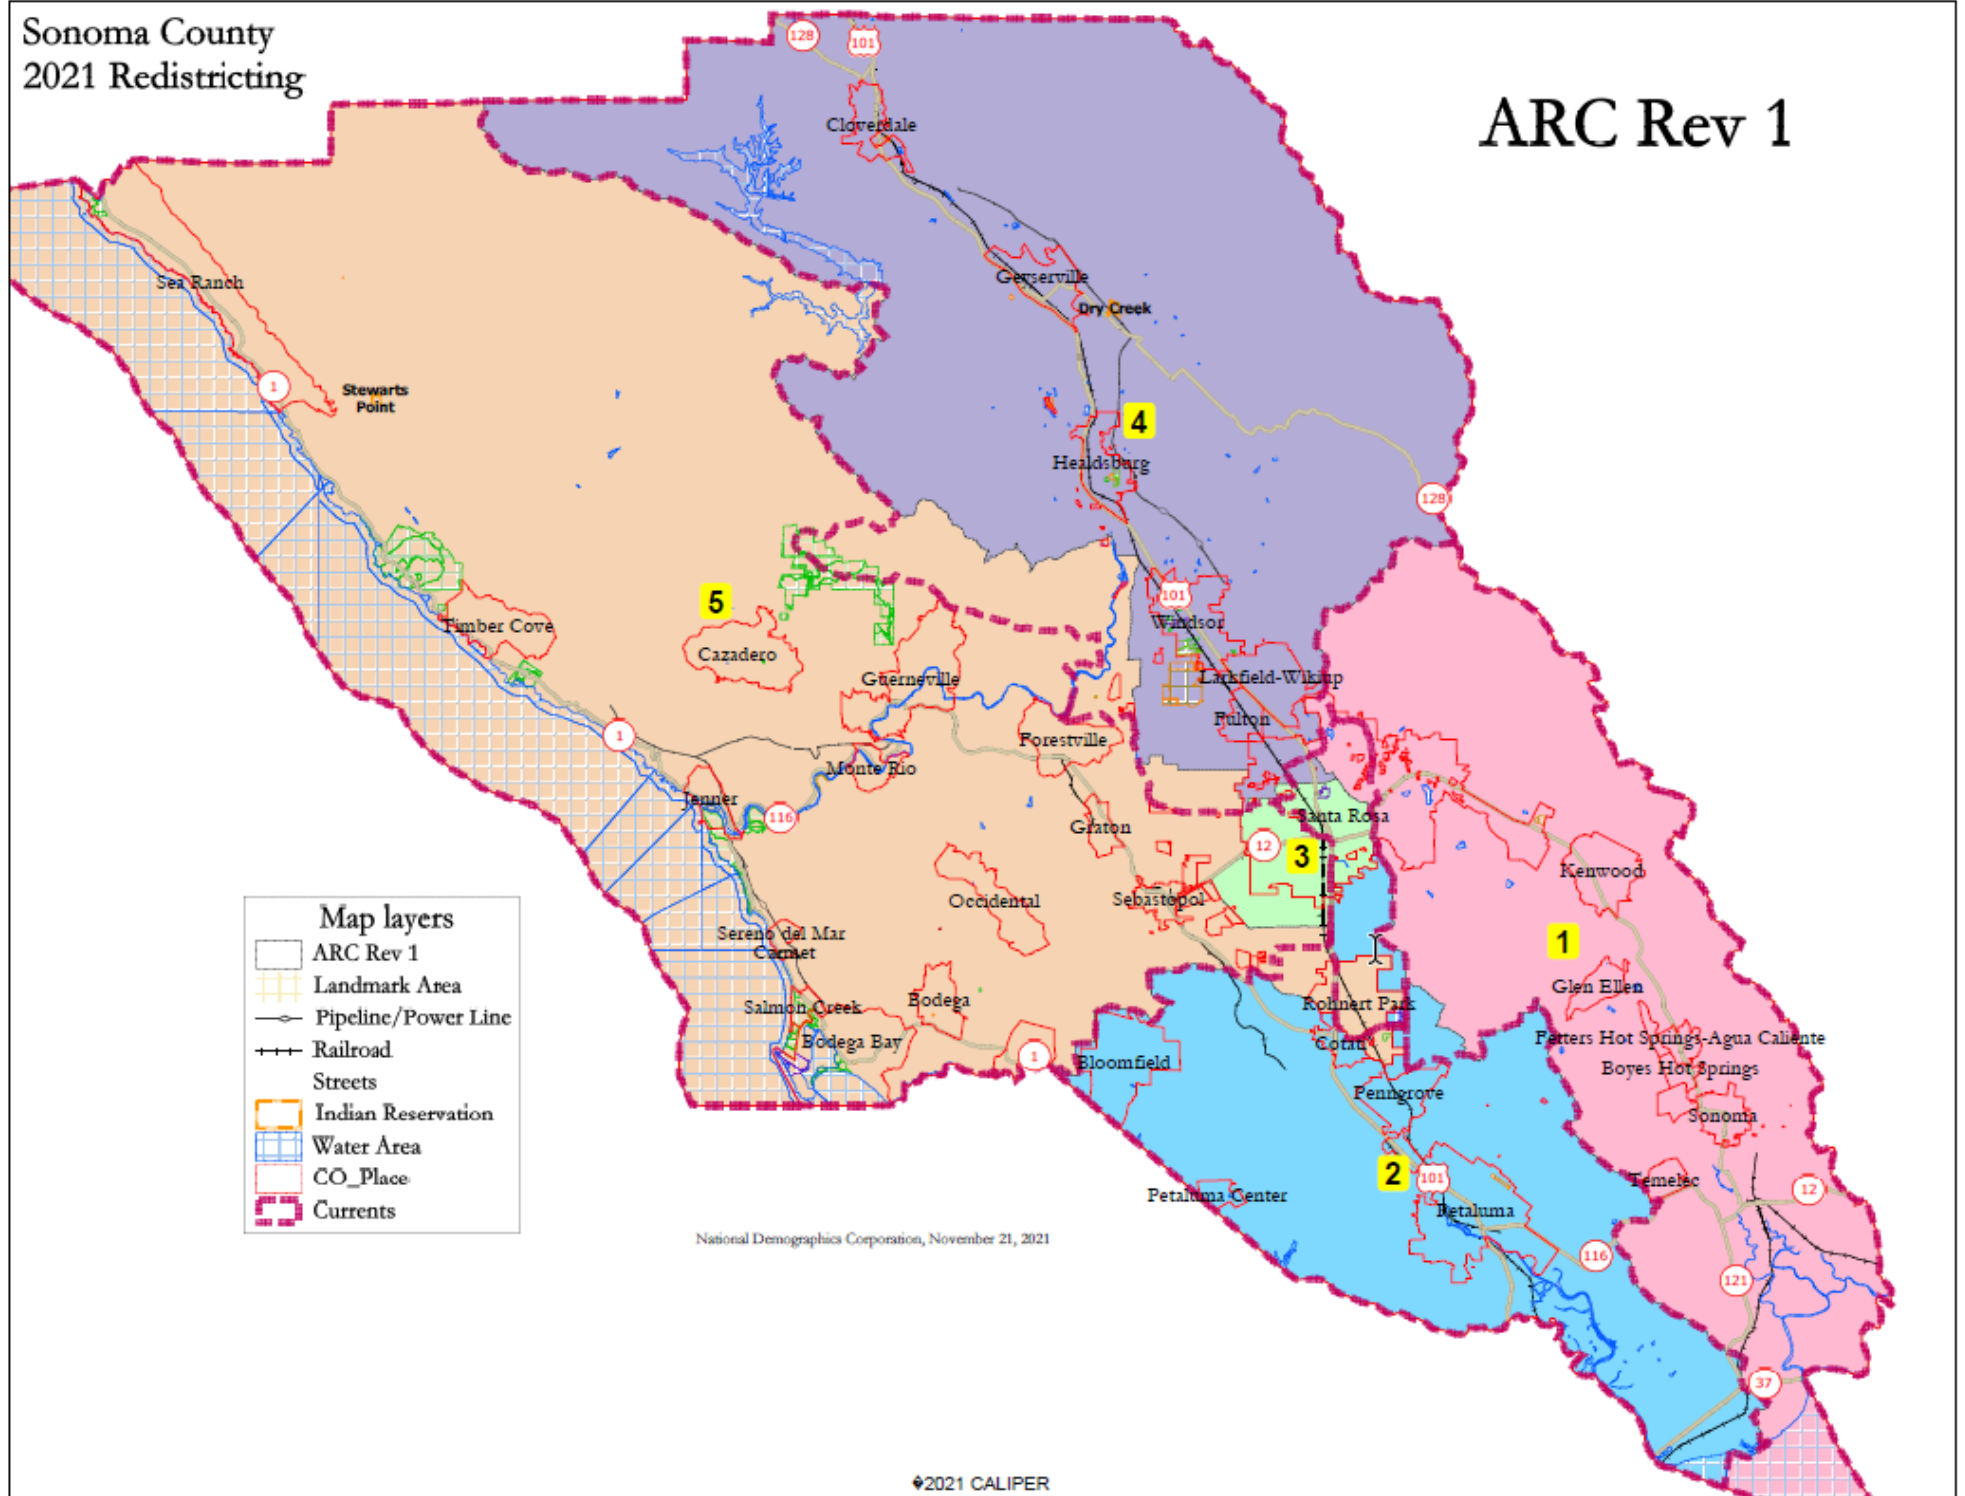 Sonoma County
2021 Redistricting
ARC Rev 1
128
101
Cloverdale
Sea Ranch
Geyserville
Dry Creek
1
Stewarts
Point
4
Healdsburg
128
5
101
Timber Cove
Windsor
Cazadero
Guerneville
Larkfield-Wikiup
Fulton
1
Forestville
Monte Rio
Jenner
116
Graton
Santa Rosa
12
3
Kenwood
Occidental
Sebastopol
Sereno del Mar
Carmet
1
Glen Ellen
Salmon Creek
Bodega
Rohnert Park
Bodega Bay
1
Cotati
Fetters Hot Springs-Agua Caliente
Bloomfield
Boyes Hot Springs
Penngrove
Sonoma
2
101
Temelec
12
Petaluma Center
Petaluma
116
121
37
Map layers
ARC Rev 1
Landmark Area
Pipeline/Power Line
Railroad
Streets
Indian Reservation
Water Area
CO_Place
Currents
National Demographics Corporation, November 21, 2021
�2021 CALIPER